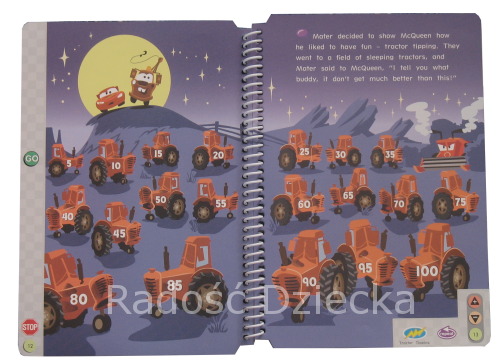 Mater decided to show McQueen how
he liked to have fun - tractor tipping. They
went to a field of sleeping tractors, and
Mater said to McQueen, "I tell you what
buddy, it don't get much better than this!"
GO
5
10
15
20
25
30
35
40
45
50
55
60
65
70
75
80
85
90
95
100
Radość Dziecka
STOP
12
13